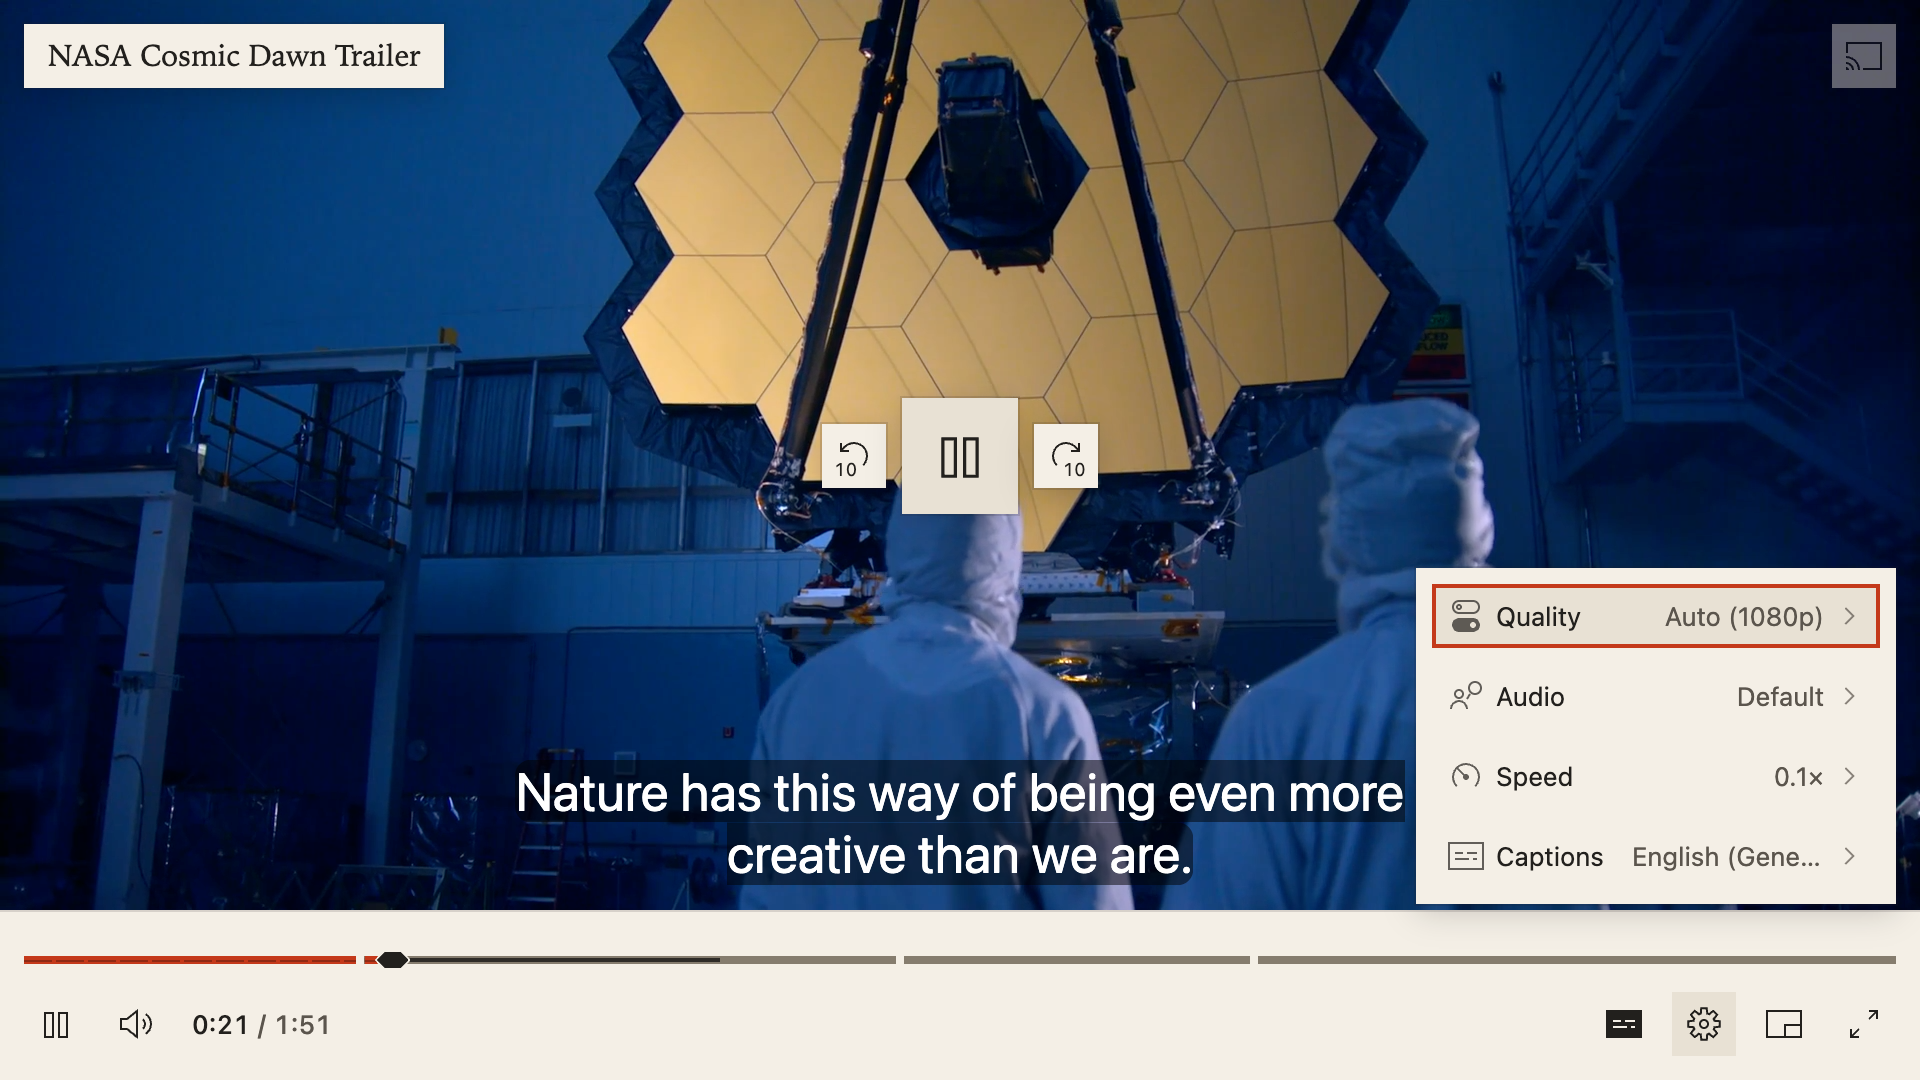 NASA Cosmic Dawn Trailer
10
10
Quality Auto (1080p)
Audio Default
Speed 0.1×
Nature has this way of being even more
creative than we are.
Captions English (Gene...
0:21 / 1:51